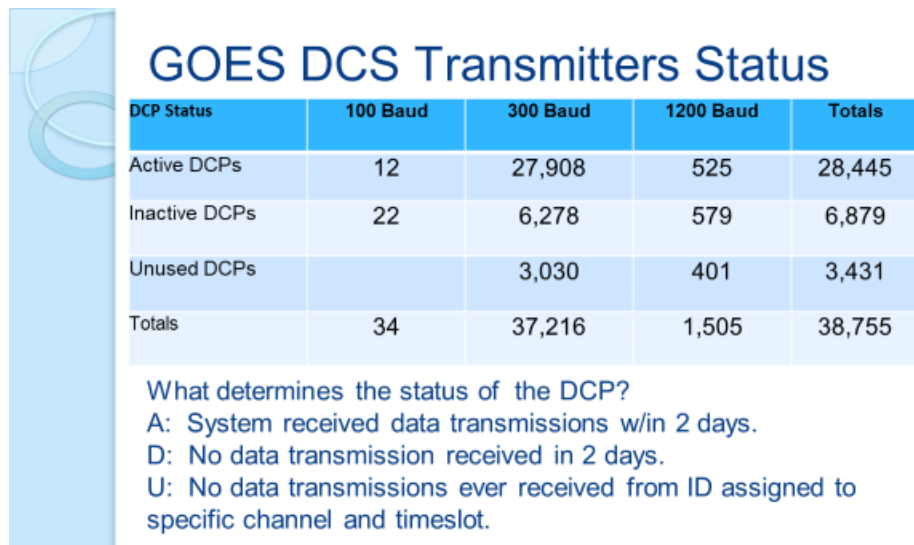 GOES DCS Transmitters Status
DCP Status 100 Baud 300 Baud 1200 Baud Totals
Active DCPs 12 27,908 525 28,445
Inactive DCPs 22 6,278 579 6,879
Unused DCPs 3,030 401 3,431
Totals 34 37,216 1,505 38,755
What determines the status of the DCP?
A: System received data transmissions w/in 2 days.
D: No data transmission received in 2 days.
U: No data transmissions ever received from ID assigned to
specific channel and timeslot.